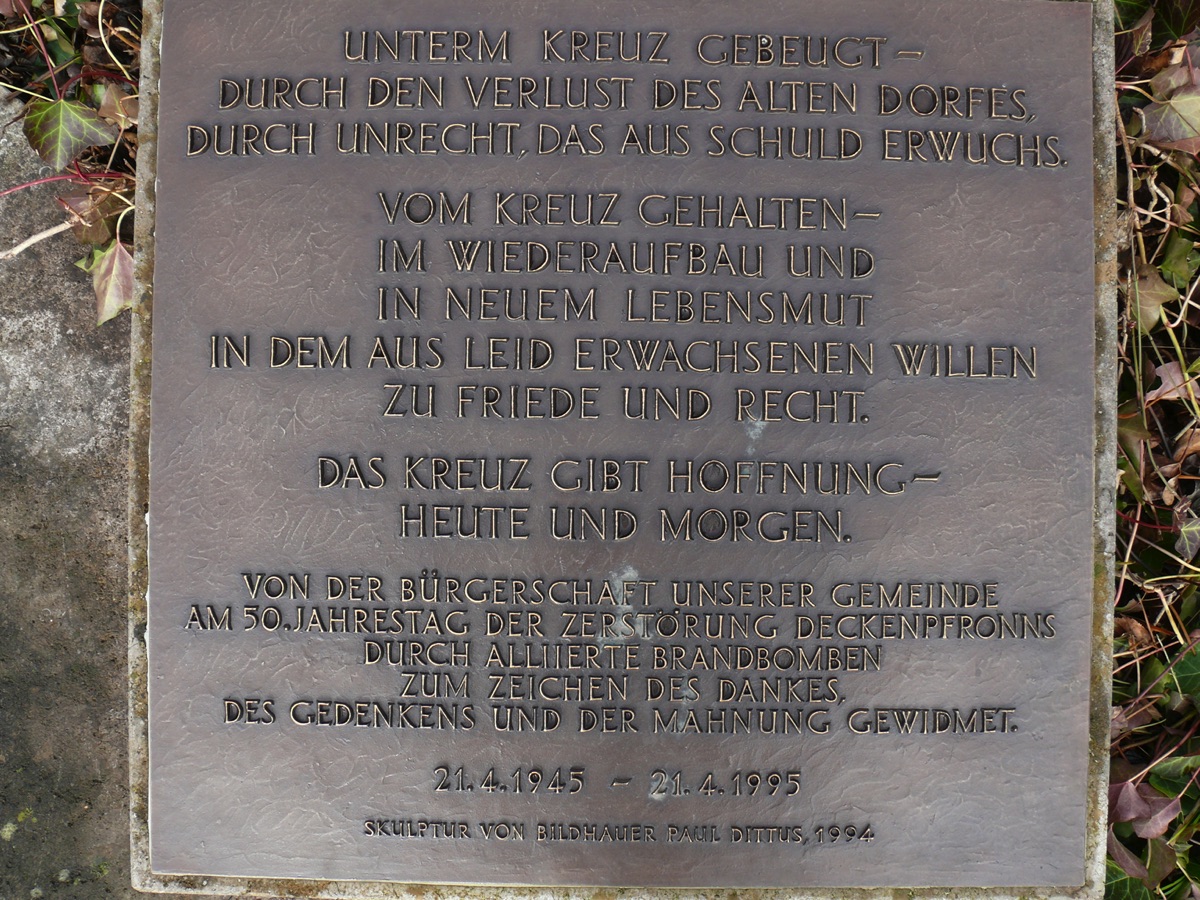 UNTERM KREUZ GEBEUGT –
DURCH DEN VERLUST DES ALTEN DORFES,
DURCH UNRECHT, DAS AUS SCHULD ERWUCHS.
VOM KREUZ GEHALTEN –
IM WIEDERAUFBAU UND
IN NEUEM LEBENSMUT
IN DEM AUS LEID ERWACHSENEN WILLEN
ZU FRIEDE UND RECHT.
DAS KREUZ GIBT HOFFNUNG –
HEUTE UND MORGEN.
VON DER BÜRGERSCHAFT UNSERER GEMEINDE
AM 50. JAHRESTAG DER ZERSTÖRUNG DECKENPFRONNS
DURCH ALLIIERTE BRANDBOMBEN
ZUM ZEICHEN DES DANKES,
DES GEDENKENS UND DER MAHNUNG GEWIDMET.
21.4.1945 – 21.4.1995
SKULPTUR VON BILDHAUER PAUL DITTUS, 1994